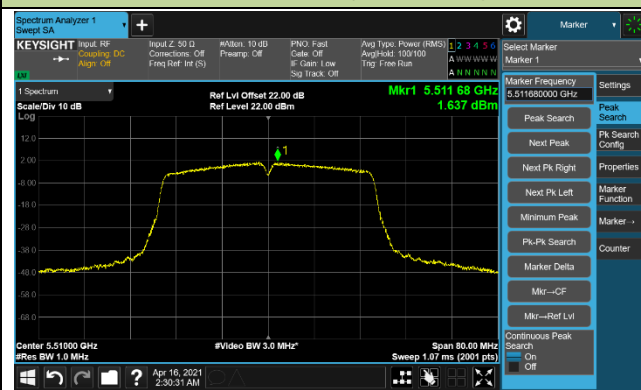 Spectrum Analyzer 1
Swept SA
+
Marker
KEYSIGHT
Input: RF
Coupling: DC
Align: Off
Input Z: 50 Ω
Corrections: Off
Freq Ref: Int (S)
#Atten: 10 dB
Preamp: Off
PNO: Fast
Gate: Off
IF Gain: Low
Sig Track: Off
Avg Type: Power (RMS)
Avg|Hold: 100/100
Trig: Free Run
1 2 3 4 5 6
A W W W W W
A N N N N N
LXI
Select Marker
Marker 1
1 Spectrum
Scale/Div 10 dB
Log
Ref Lvl Offset 22.00 dB
Ref Level 22.00 dBm
Mkr1 5.511 68 GHz
1.637 dBm
1
12.0
2.00
-8.00
-18.0
-28.0
-38.0
-48.0
-58.0
-68.0
Center 5.51000 GHz
#Res BW 1.0 MHz
#Video BW 3.0 MHz*
Span 80.00 MHz
Sweep 1.07 ms (2001 pts)
Marker Frequency
5.511680000 GHz
Peak Search
Next Peak
Next Pk Right
Next Pk Left
Minimum Peak
Pk-Pk Search
Marker Delta
Mkr→CF
Mkr→Ref Lvl
Continuous Peak
Search
On
Off
Settings
Peak
Search
Pk Search
Config
Properties
Marker
Function
Marker→
Counter
?
Apr 16, 2021
2:30:31 AM